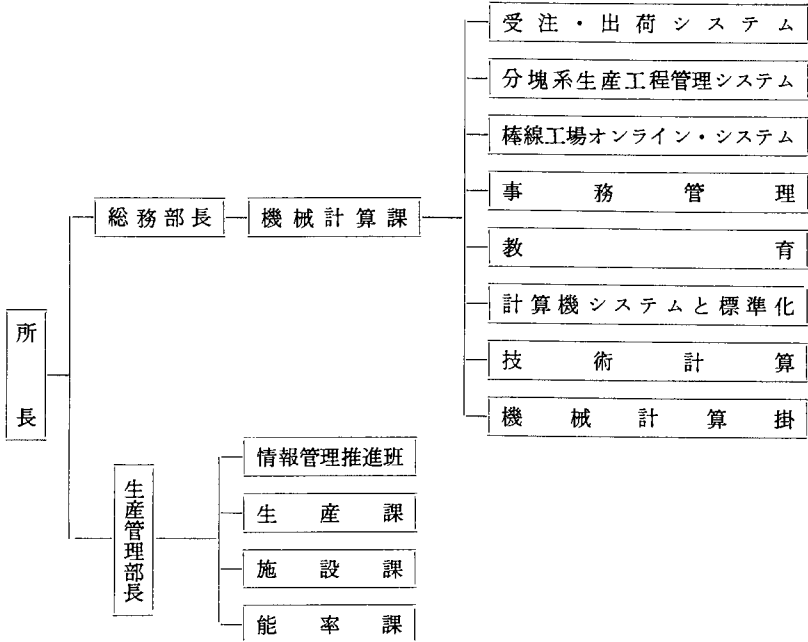 受注・出荷システム
分塊系生産工程管理システム
棒線工場オンライン・システム
総務部長
機械計算課
事務管理
教育
計算機システムと標準化
所長
技術計算
機械計算掛
生産管理部長
情報管理推進班
生産課
施設課
能率課